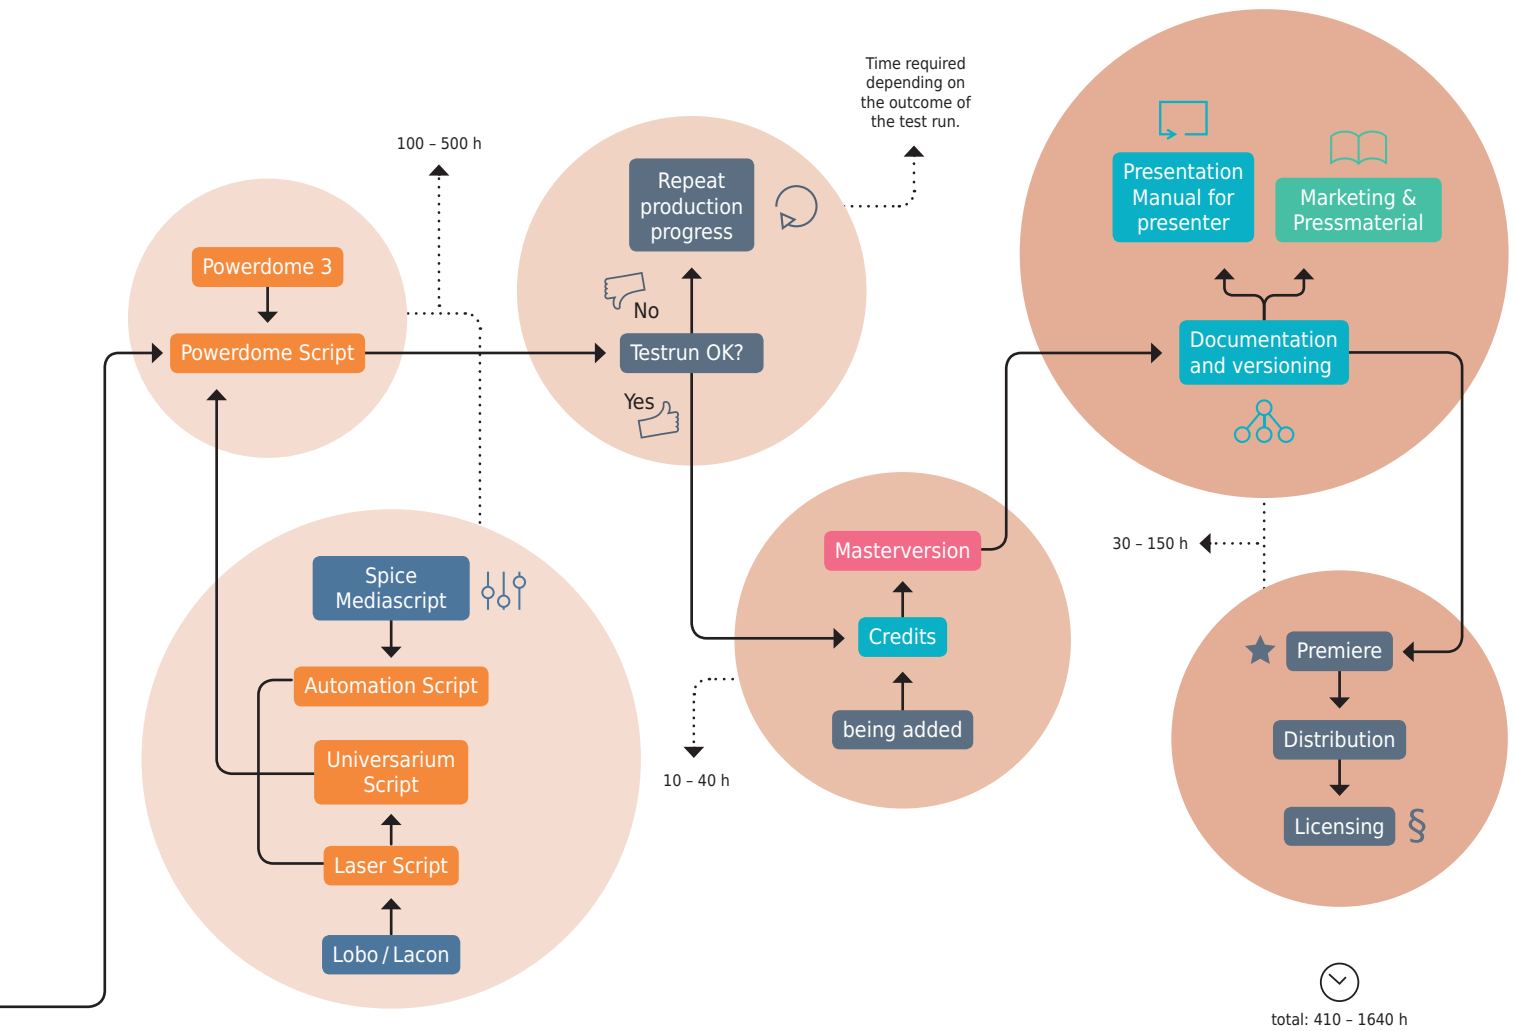 Time required
depending on
the outcome of
the test run.
100 – 500 h
Powerdome 3
Powerdome Script
Repeat
production
progress
No
Testrun OK?
Yes
Presentation
Manual for
presenter
Marketing &
Pressmaterial
Documentation
and versioning
Spice
Mediascript
Automation Script
Universarium
Script
Laser Script
Lobo / Lacon
Masterversion
Credits
being added
10 – 40 h
30 – 150 h
Premiere
Distribution
Licensing
§
total: 410 – 1640 h